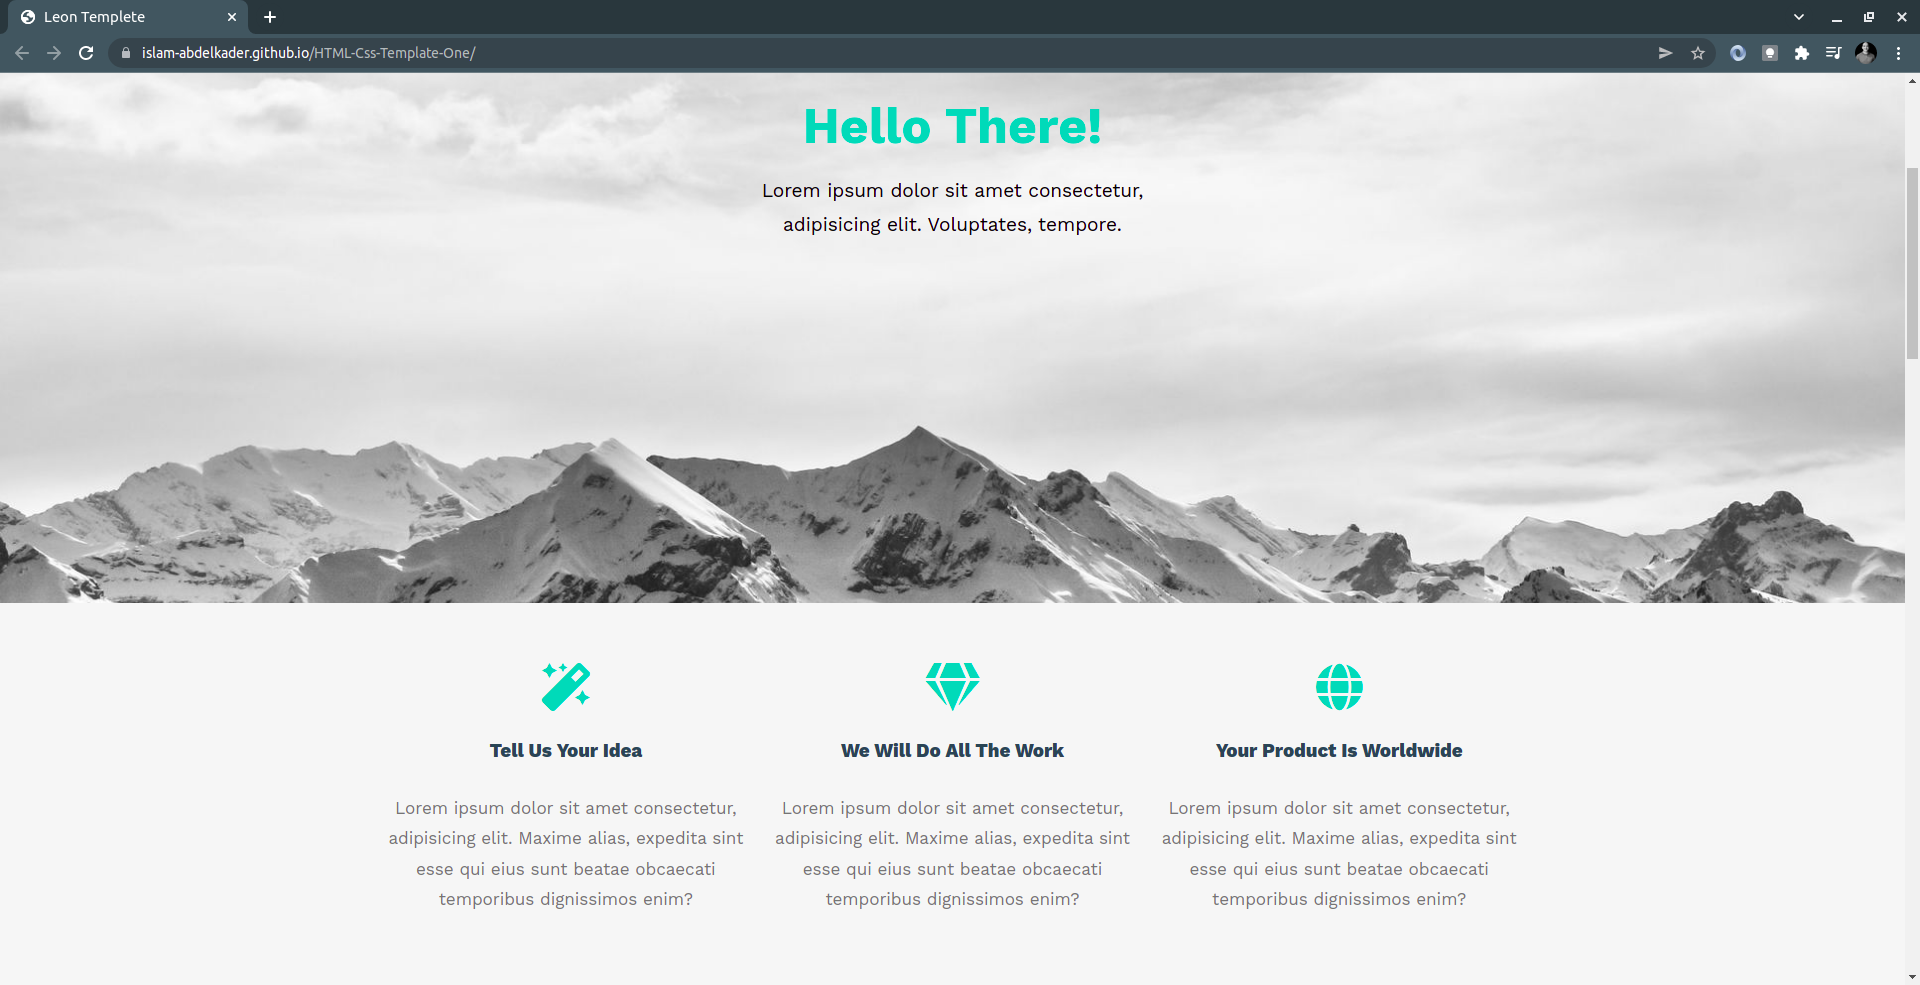 Leon Templete
islam-abdelkader.github.io/HTML-Css-Template-One/
Hello There!
Lorem ipsum dolor sit amet consectetur,
adipisicing elit. Voluptates, tempore.
Tell Us Your Idea
Lorem ipsum dolor sit amet consectetur,
adipisicing elit. Maxime alias, expedita sint
esse qui eius sunt beatae obcaecati
temporibus dignissimos enim?
We Will Do All The Work
Lorem ipsum dolor sit amet consectetur,
adipisicing elit. Maxime alias, expedita sint
esse qui eius sunt beatae obcaecati
temporibus dignissimos enim?
Your Product Is Worldwide
Lorem ipsum dolor sit amet consectetur,
adipisicing elit. Maxime alias, expedita sint
esse qui eius sunt beatae obcaecati
temporibus dignissimos enim?